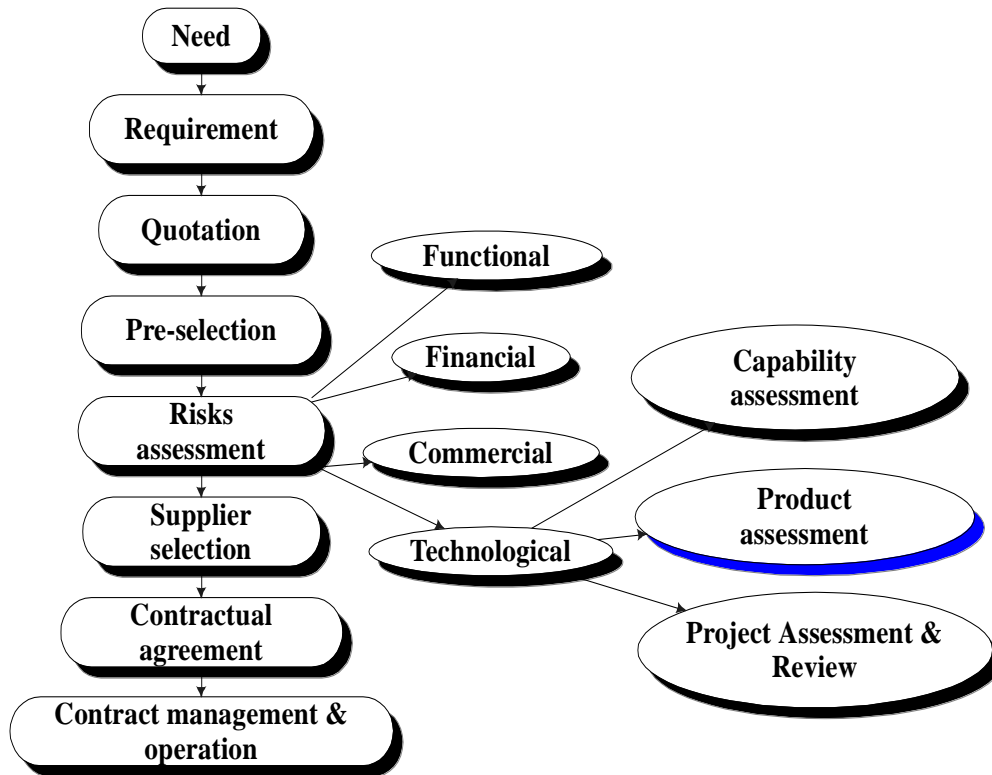 Need
Requirement
Quotation
Pre-selection
Risks
assessment
Supplier
selection
Contractual
agreement
Contract management &
operation
Functional
Financial
Commercial
Technological
Capability
assessment
Product
assessment
Project Assessment &
Review